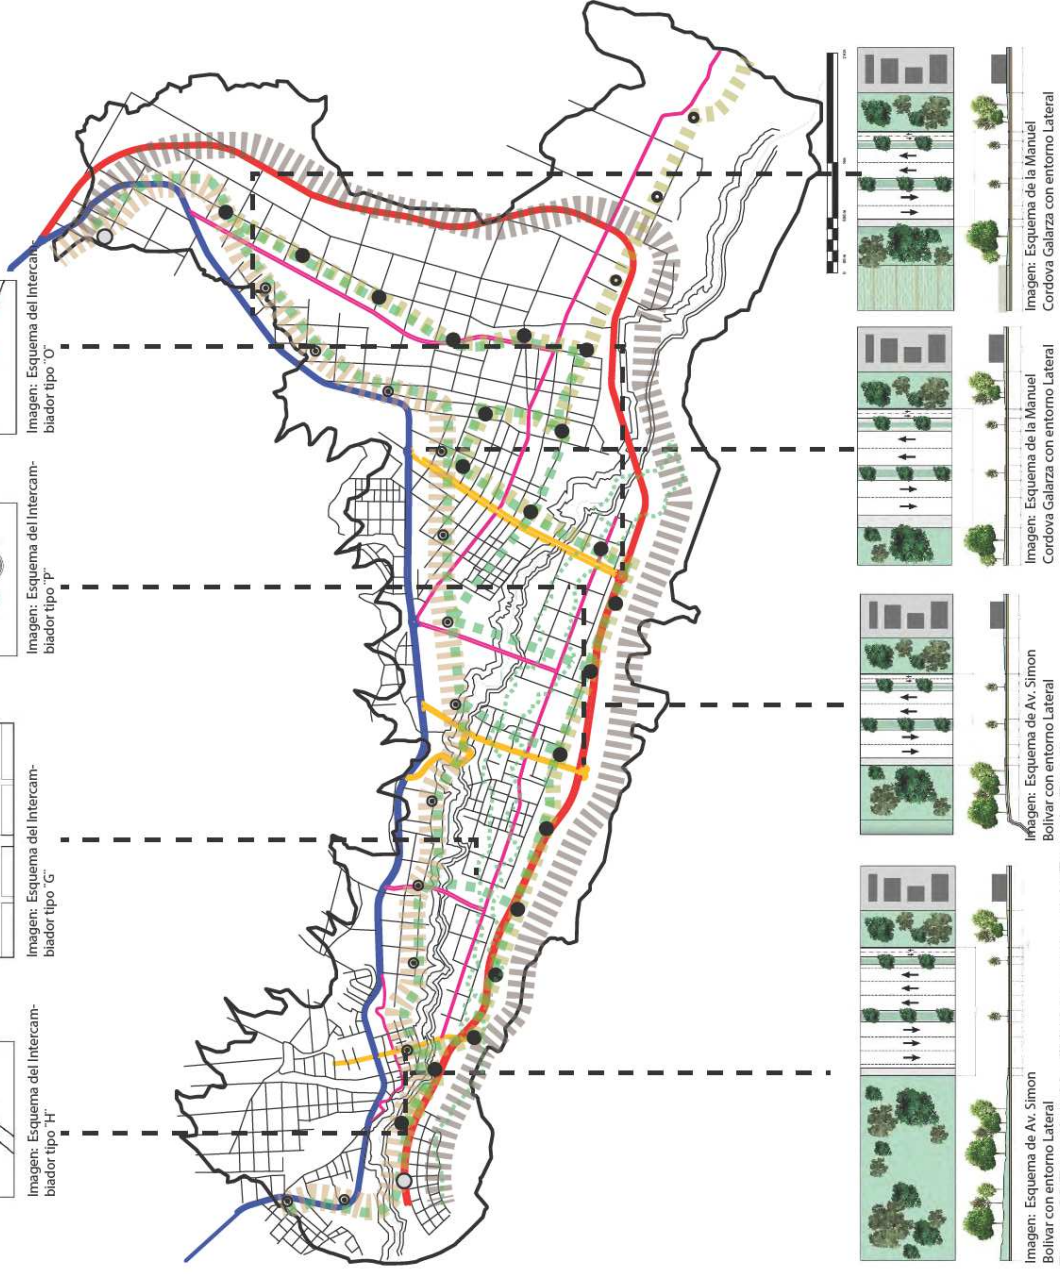 Imagen: Esquema del Intercam-
biador tipo ¨H¨
Imagen: Esquema del Intercam-
biador tipo ¨G¨
Imagen: Esquema del Intercam-
biador tipo ¨P¨
Imagen: Esquema del Intercam-
biador tipo ¨O¨
Imagen: Esquema de Av. Simon
Bolivar con entorno Lateral
Imagen: Esquema de Av. Simon
Bolivar con entorno Lateral
Imagen: Esquema de la Manuel
Cordova Galarza con entorno Lateral
Imagen: Esquema de la Manuel
Cordova Galarza con entorno Lateral